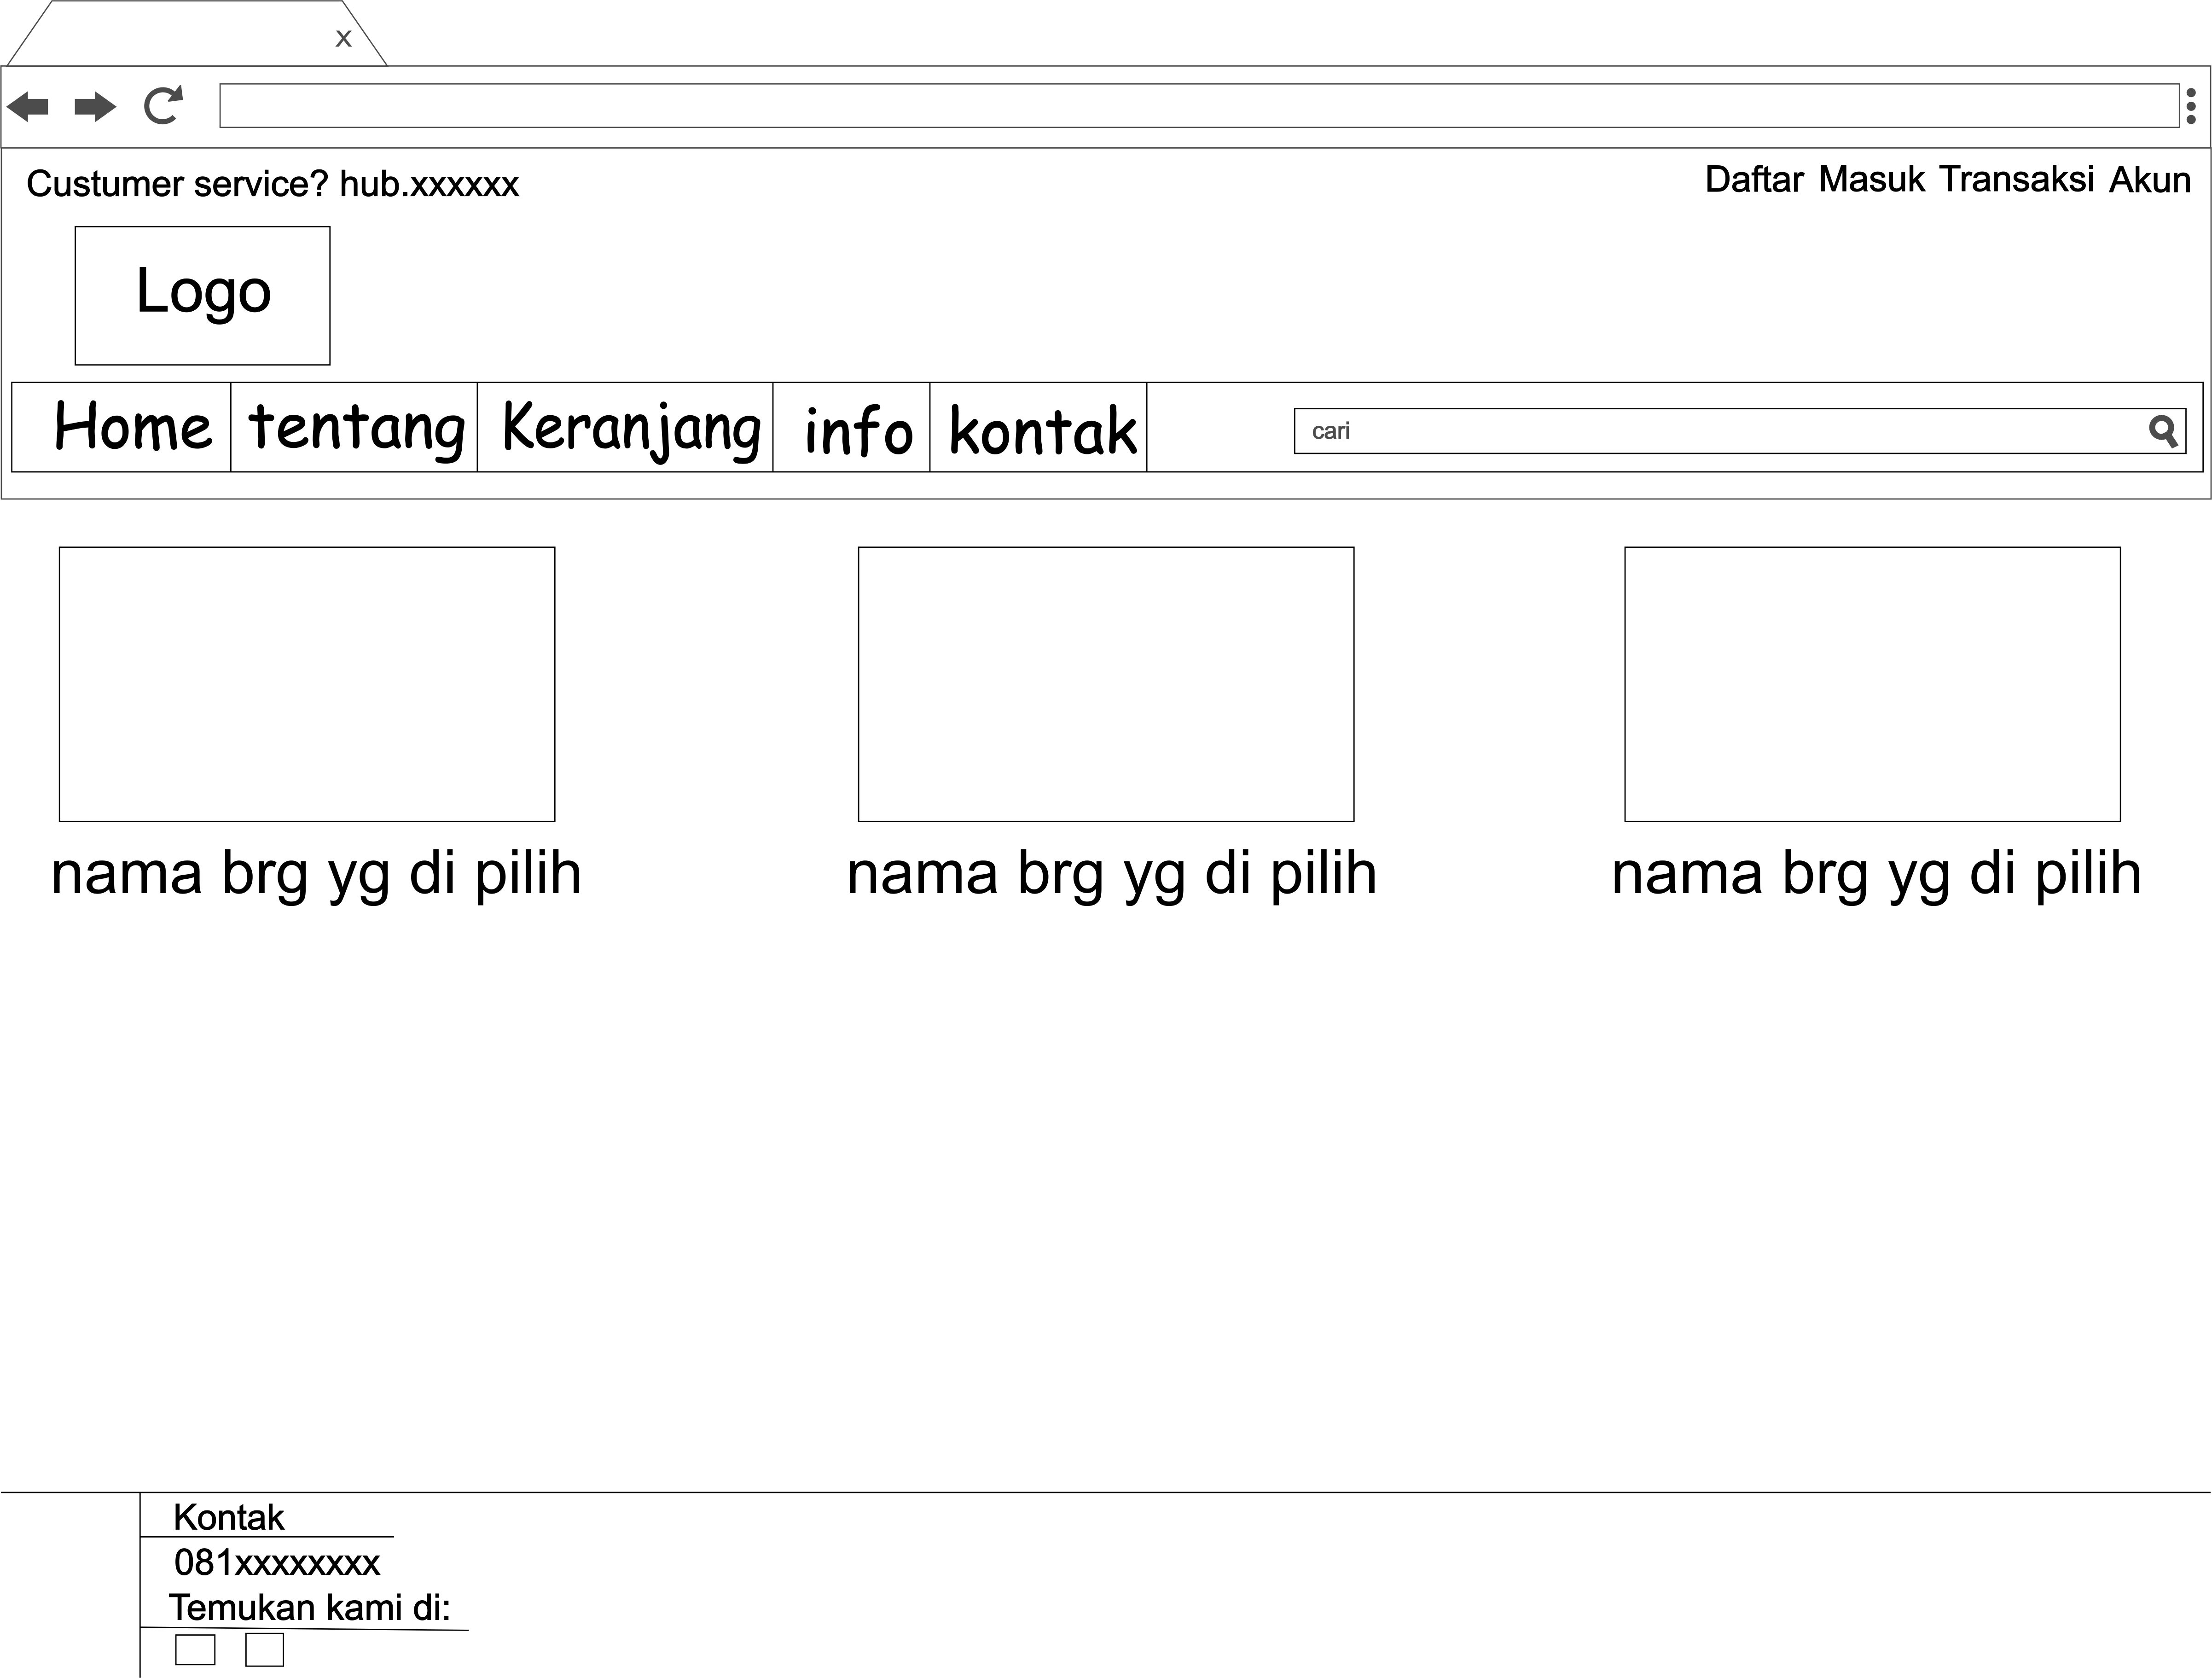 x
Custumer service? hub.xxxxxx Daftar Masuk Transaksi Akun
Logo
Home tentang Keranjang info kontak cari
nama brg yg di pilih nama brg yg di pilih nama brg yg di pilih
Kontak
081xxxxxxxx
Temukan kami di: